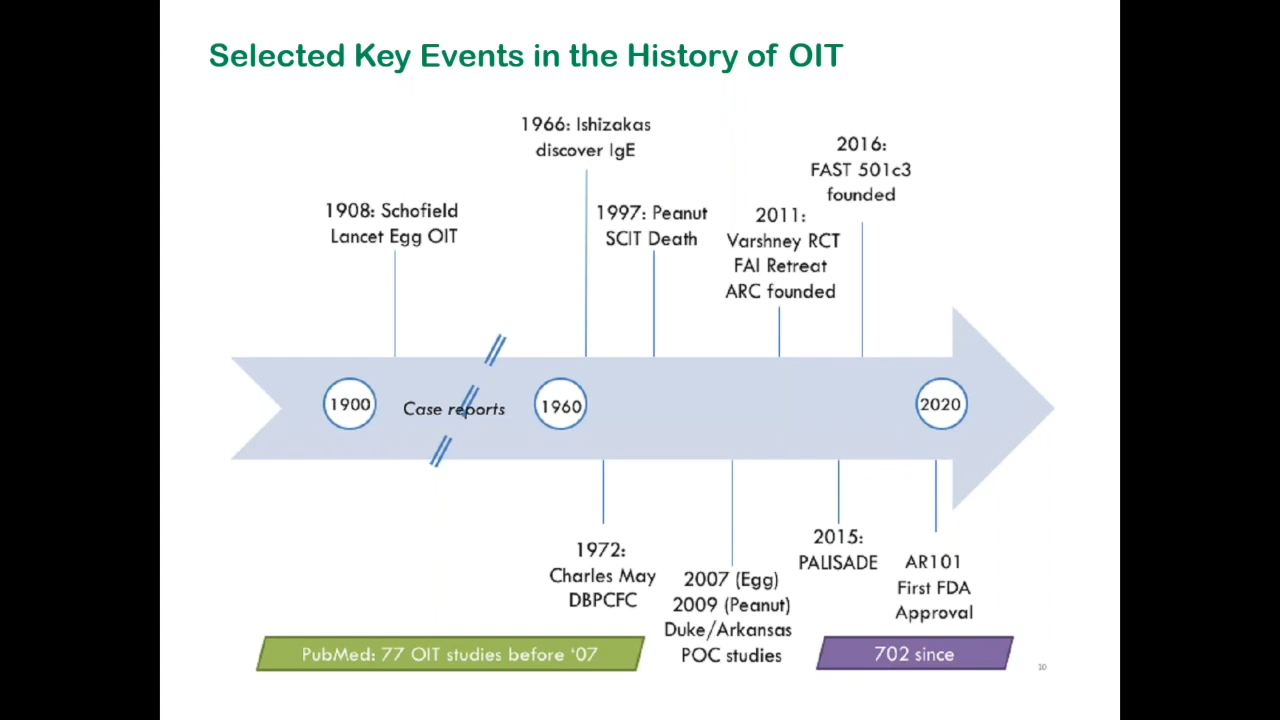 Selected Key Events in the History of OIT
1966: Ishizakas
discover IgE
2016:
FAST 501c3
founded
1908: Schofield
Lancet Egg OIT
1997: Peanut
SCIT Death
2011:
Varshney RCT
FAI Retreat
ARC founded
1900
Case reports
1960
2020
1972:
Charles May
DBPCFC
2007 (Egg)
2009 (Peanut)
Duke/Arkansas
POC studies
2015:
PALISADE
AR101
First FDA
Approval
PubMed: 77 OIT studies before ‘07
702 since
10